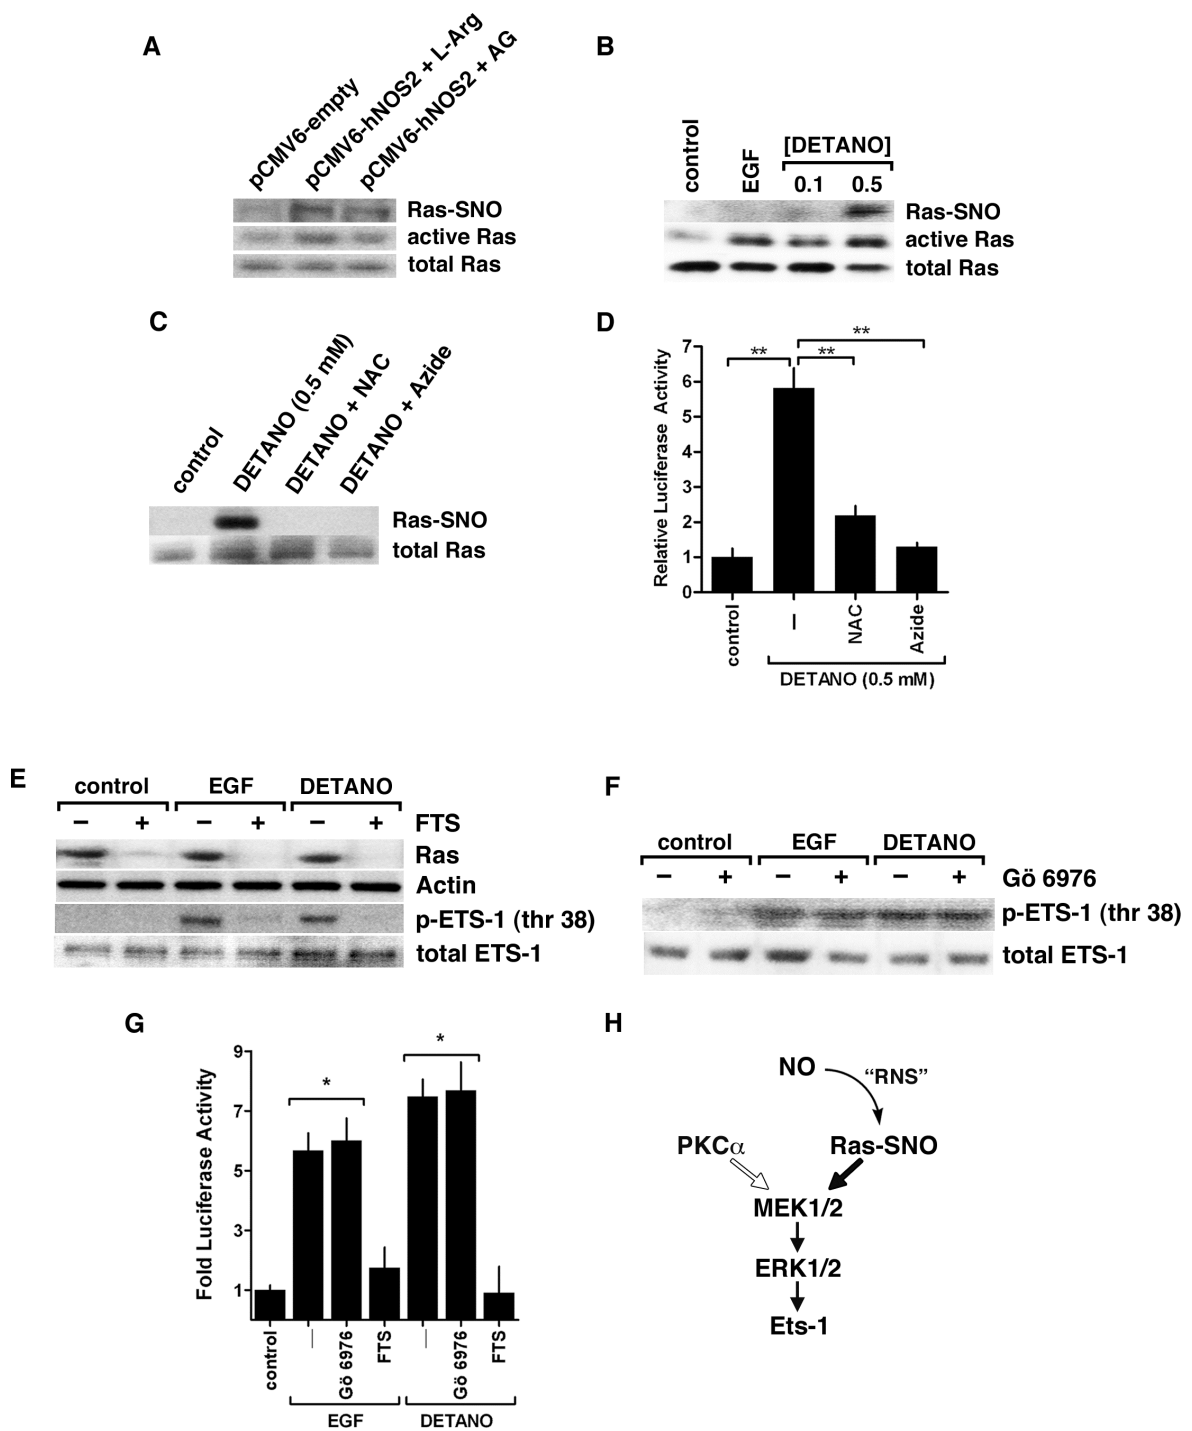 A
pCMV6-empty
pCMV6-hNOS2 + L-Arg
pCMV6-hNOS2 + AG
Ras-SNO
active Ras
total Ras
B
control
EGF
[DETANO]
0.1 0.5
Ras-SNO
active Ras
total Ras
C
control
DETANO (0.5 mM)
DETANO + NAC
DETANO + Azide
Ras-SNO
total Ras
D
Relative Luciferase Activity
7
6
5
4
3
2
1
0
** ** **
control
–
NAC
Azide
DETANO (0.5 mM)
E
control EGF DETANO
– + – + – + FTS
Ras
Actin
p-ETS-1 (thr 38)
total ETS-1
F
control EGF DETANO
– + – + – + Gö 6976
p-ETS-1 (thr 38)
total ETS-1
G
Fold Luciferase Activity
9
7
5
3
1
* *
control
—
Gö 6976
FTS
—
Gö 6976
FTS
EGF DETANO
H
NO "RNS"
PKCα Ras-SNO
MEK1/2
ERK1/2
Ets-1